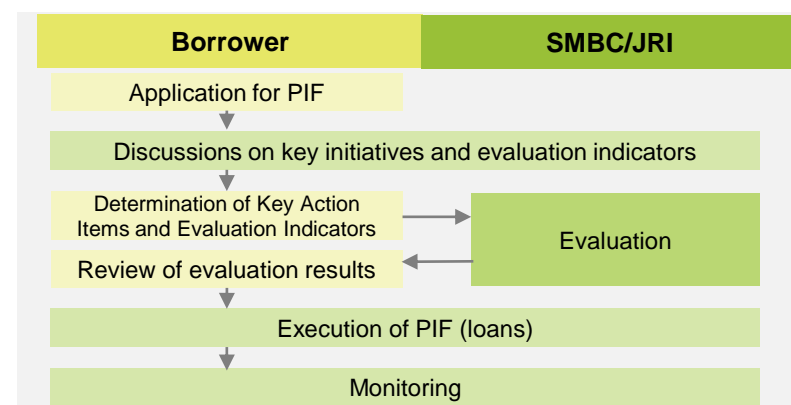 Borrower
SMBC/JRI
Application for PIF
Discussions on key initiatives and evaluation indicators
Determination of Key Action
Items and Evaluation Indicators
Evaluation
Review of evaluation results
Execution of PIF (loans)
Monitoring